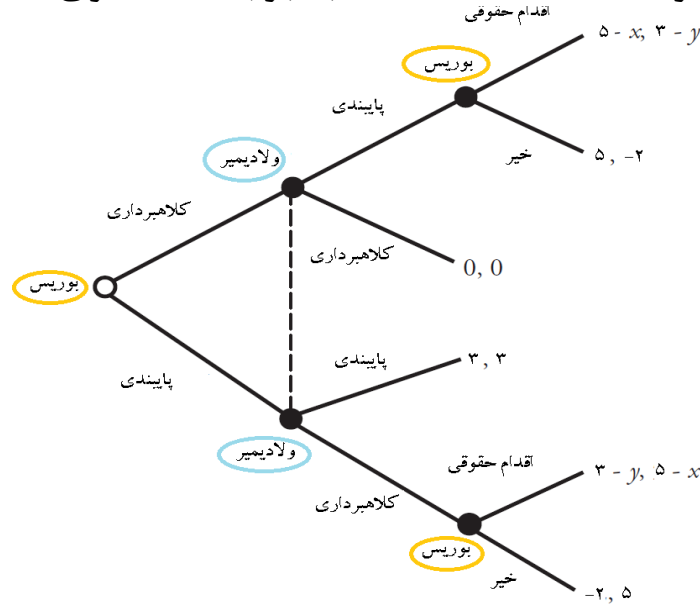 اقدام حقوقی
۵ - x, ۳ - y
بوریس
پایبندی
خیر
۵ , -۲
ولادیمیر
کلاهبرداری
کلاهبرداری
0, 0
بوریس
پایبندی
پایبندی
۳ , ۳
ولادیمیر
اقدام حقوقی
۳ - y, ۵ - x
کلاهبرداری
بوریس
خیر
-۲, ۵